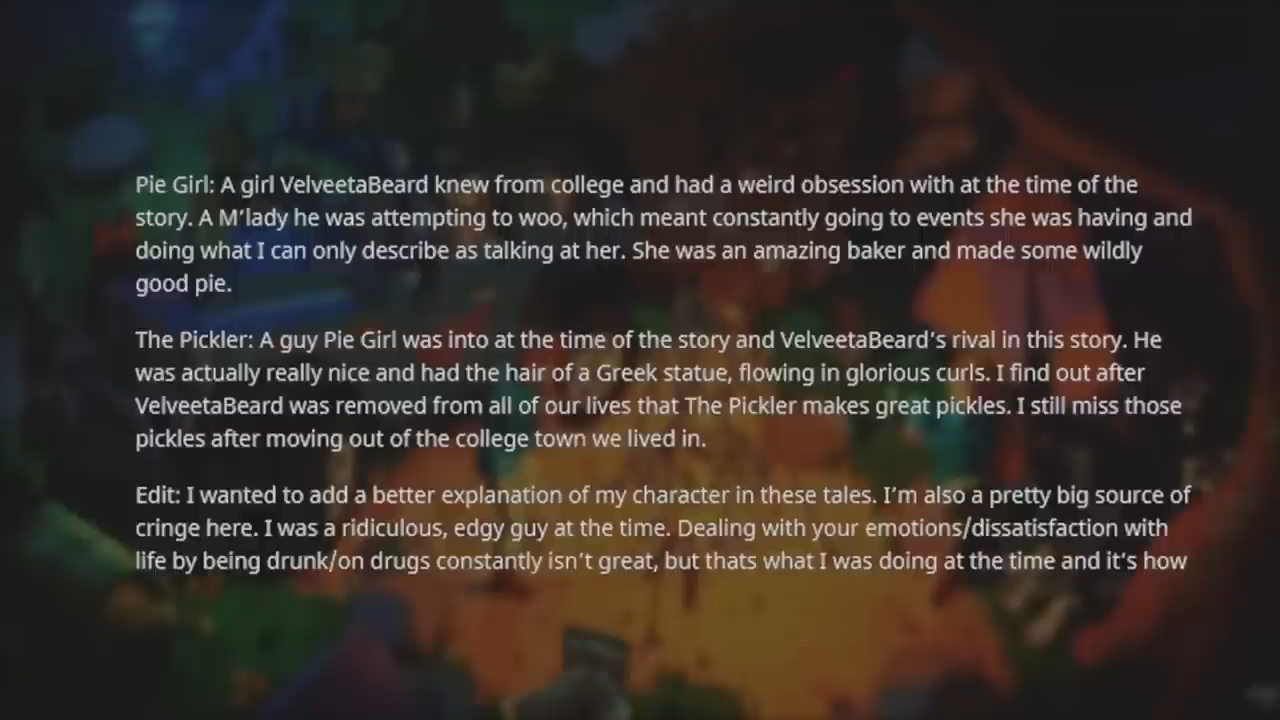 Pie Girl: A girl VelveetaBeard knew from college and had a weird obsession with at the time of the
story. A M’lady he was attempting to woo, which meant constantly going to events she was having and
doing what I can only describe as talking at her. She was an amazing baker and made some wildly
good pie.
The Pickler: A guy Pie Girl was into at the time of the story and VelveetaBeard’s rival in this story. He
was actually really nice and had the hair of a Greek statue, flowing in glorious curls. I find out after
VelveetaBeard was removed from all of our lives that The Pickler makes great pickles. I still miss those
pickles after moving out of the college town we lived in.
Edit: I wanted to add a better explanation of my character in these tales. I’m also a pretty big source of
cringe here. I was a ridiculous, edgy guy at the time. Dealing with your emotions/dissatisfaction with
life by being drunk/on drugs constantly isn’t great, but thats what I was doing at the time and it’s how